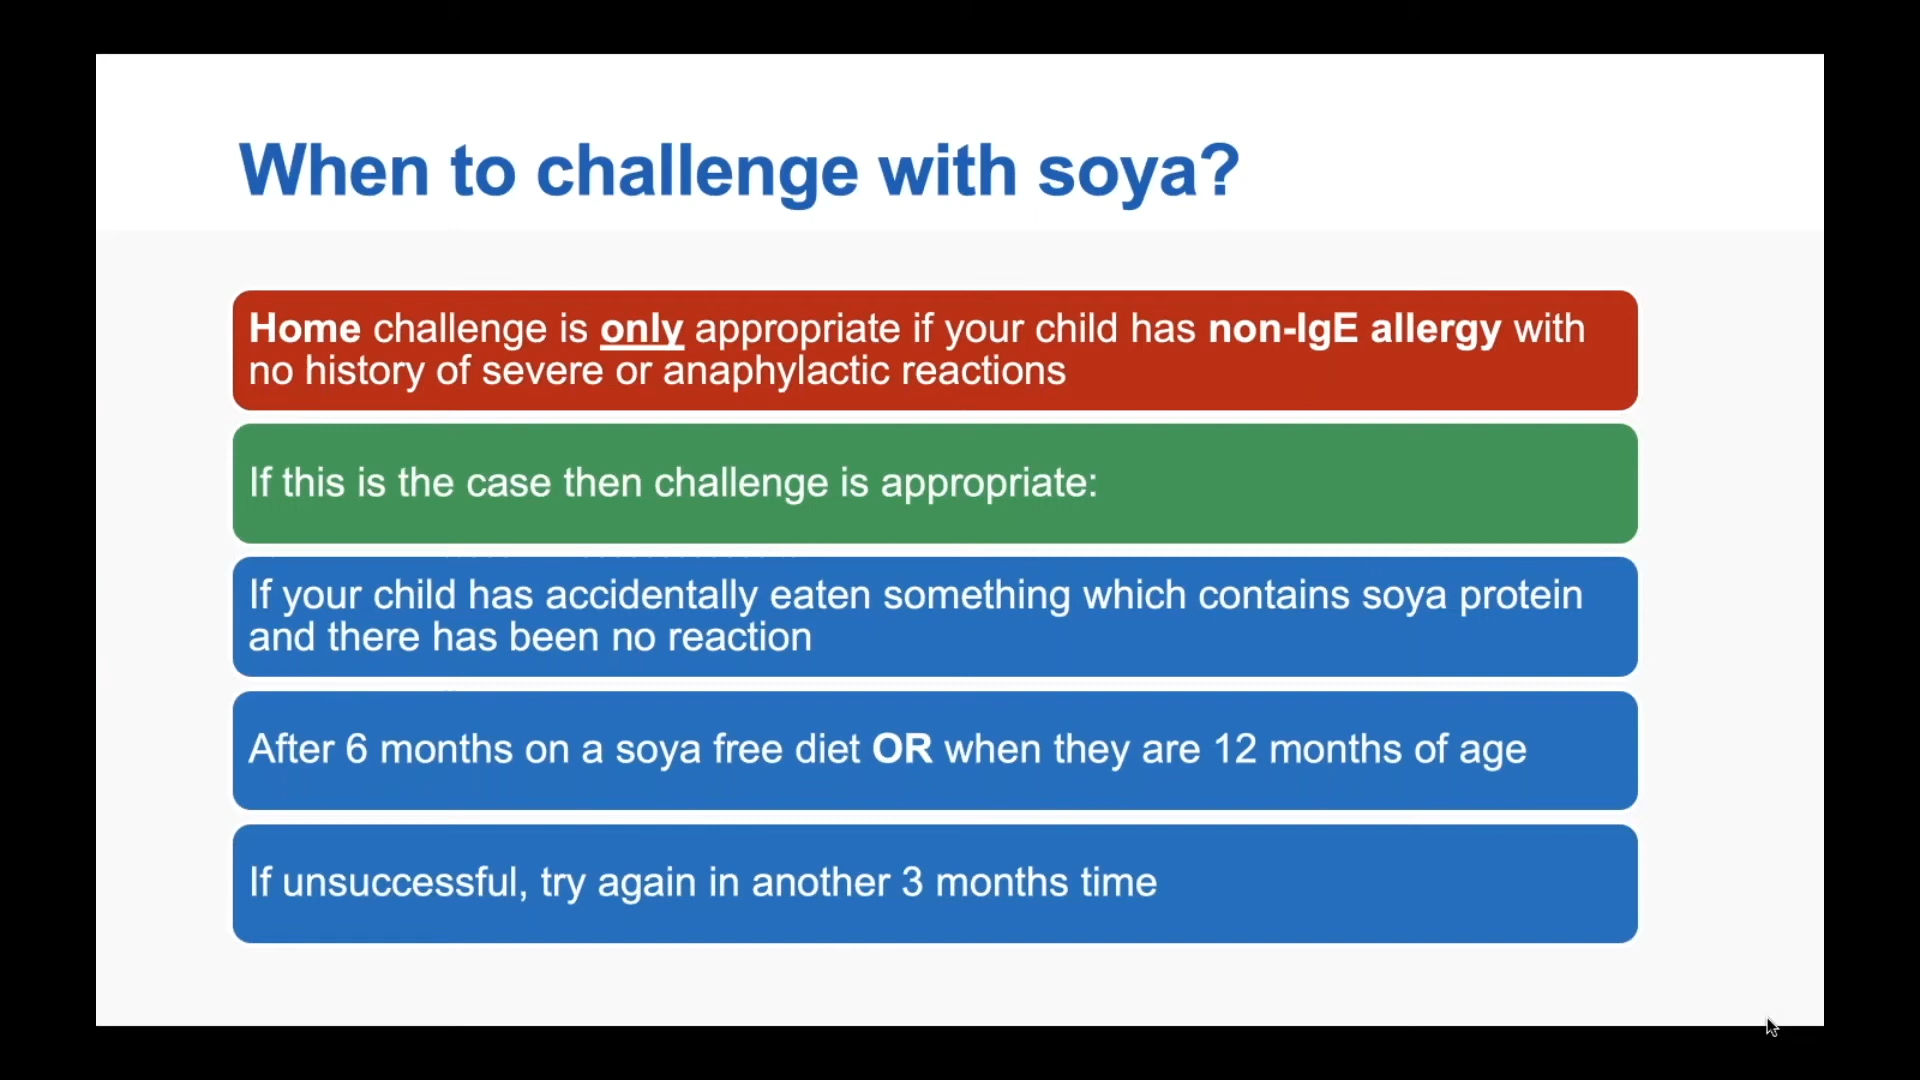 When to challenge with soya?
Home challenge is only appropriate if your child has non-IgE allergy with
no history of severe or anaphylactic reactions
If this is the case then challenge is appropriate:
If your child has accidentally eaten something which contains soya protein
and there has been no reaction
After 6 months on a soya free diet OR when they are 12 months of age
If unsuccessful, try again in another 3 months time